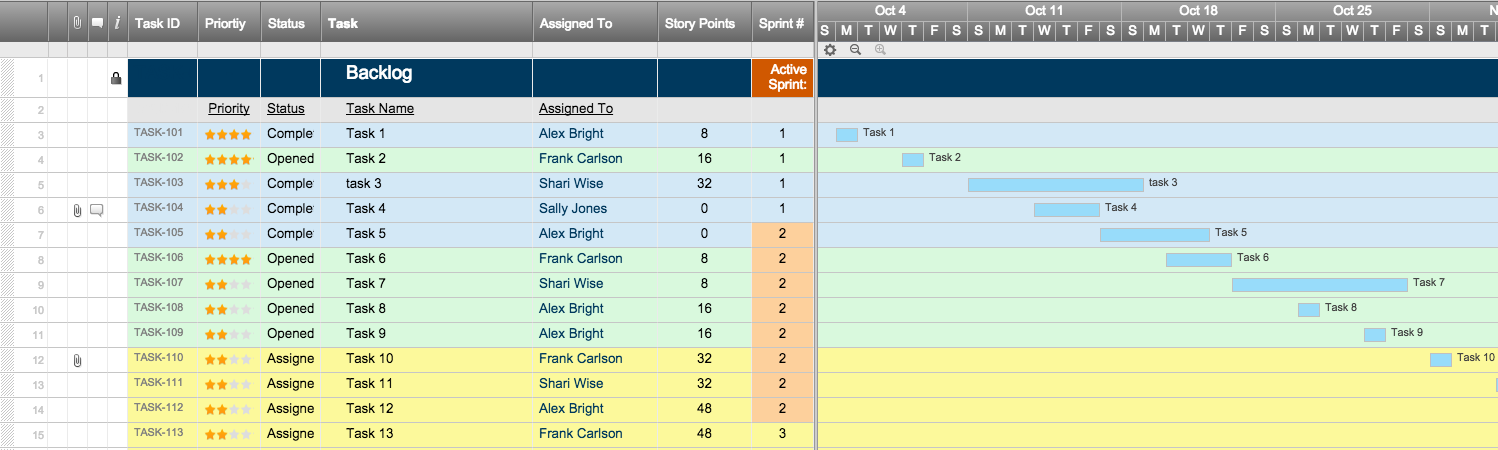 Oct 4 Oct 11 Oct 18 Oct 25 N
i Task ID Priortiy Status Task Assigned To Story Points Sprint # S M T W T F S S M T W T F S S M T W T F S S M T W T F S S M T
1 Backlog Active
Sprint:
2 Priority Status Task Name Assigned To
3 TASK-101 Comple Task 1 Alex Bright 8 1 Task 1
4 TASK-102 Opened Task 2 Frank Carlson 16 1 Task 2
5 TASK-103 Comple task 3 Shari Wise 32 1 task 3
6 TASK-104 Comple Task 4 Sally Jones 0 1 Task 4
7 TASK-105 Comple Task 5 Alex Bright 0 2 Task 5
8 TASK-106 Opened Task 6 Frank Carlson 8 2 Task 6
9 TASK-107 Opened Task 7 Shari Wise 8 2 Task 7
10 TASK-108 Opened Task 8 Alex Bright 16 2 Task 8
11 TASK-109 Opened Task 9 Alex Bright 16 2 Task 9
12 TASK-110 Assigne Task 10 Frank Carlson 32 2 Task 10
13 TASK-111 Assigne Task 11 Shari Wise 32 2
14 TASK-112 Assigne Task 12 Alex Bright 48 2
15 TASK-113 Assigne Task 13 Frank Carlson 48 3